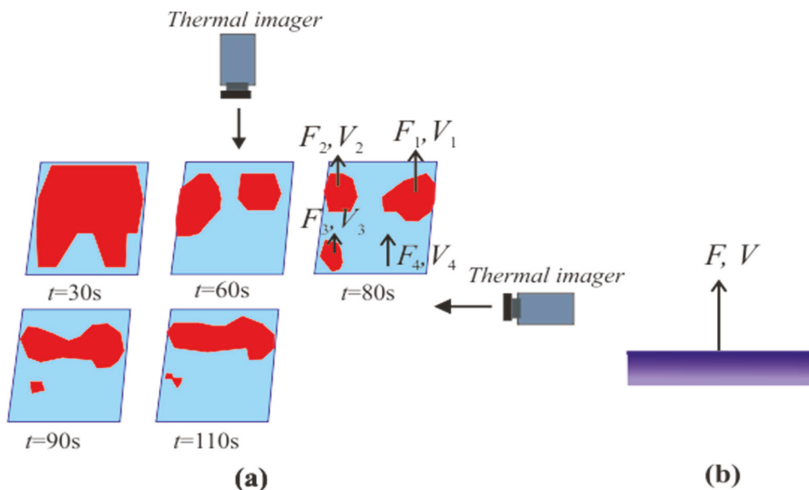 Thermal imager
F₂, V₂
F₁, V₁
F₃, V₃
F₄, V₄
t=30s
t=60s
t=80s
Thermal imager
F, V
t=90s
t=110s
(a)
(b)